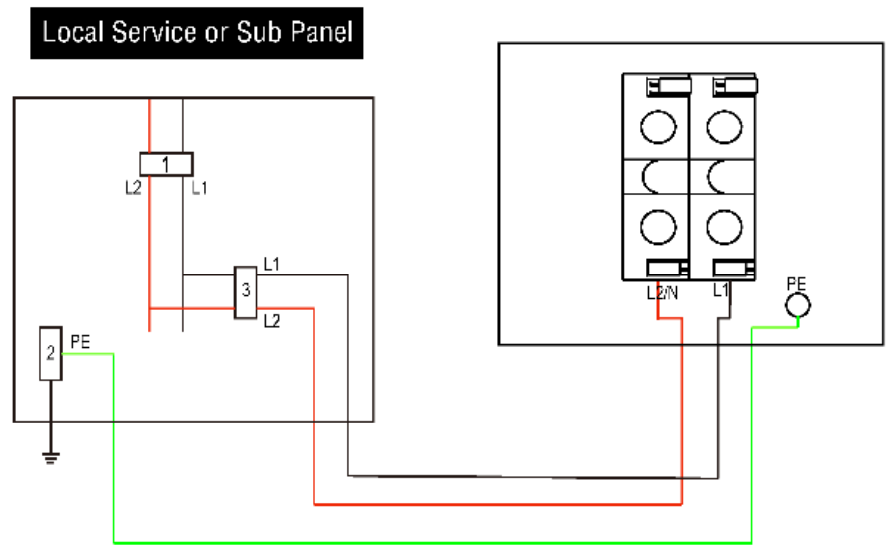 Local Service or Sub Panel
1
L2 L1
L1
3
L2
PE
2
L2/N L1 PE